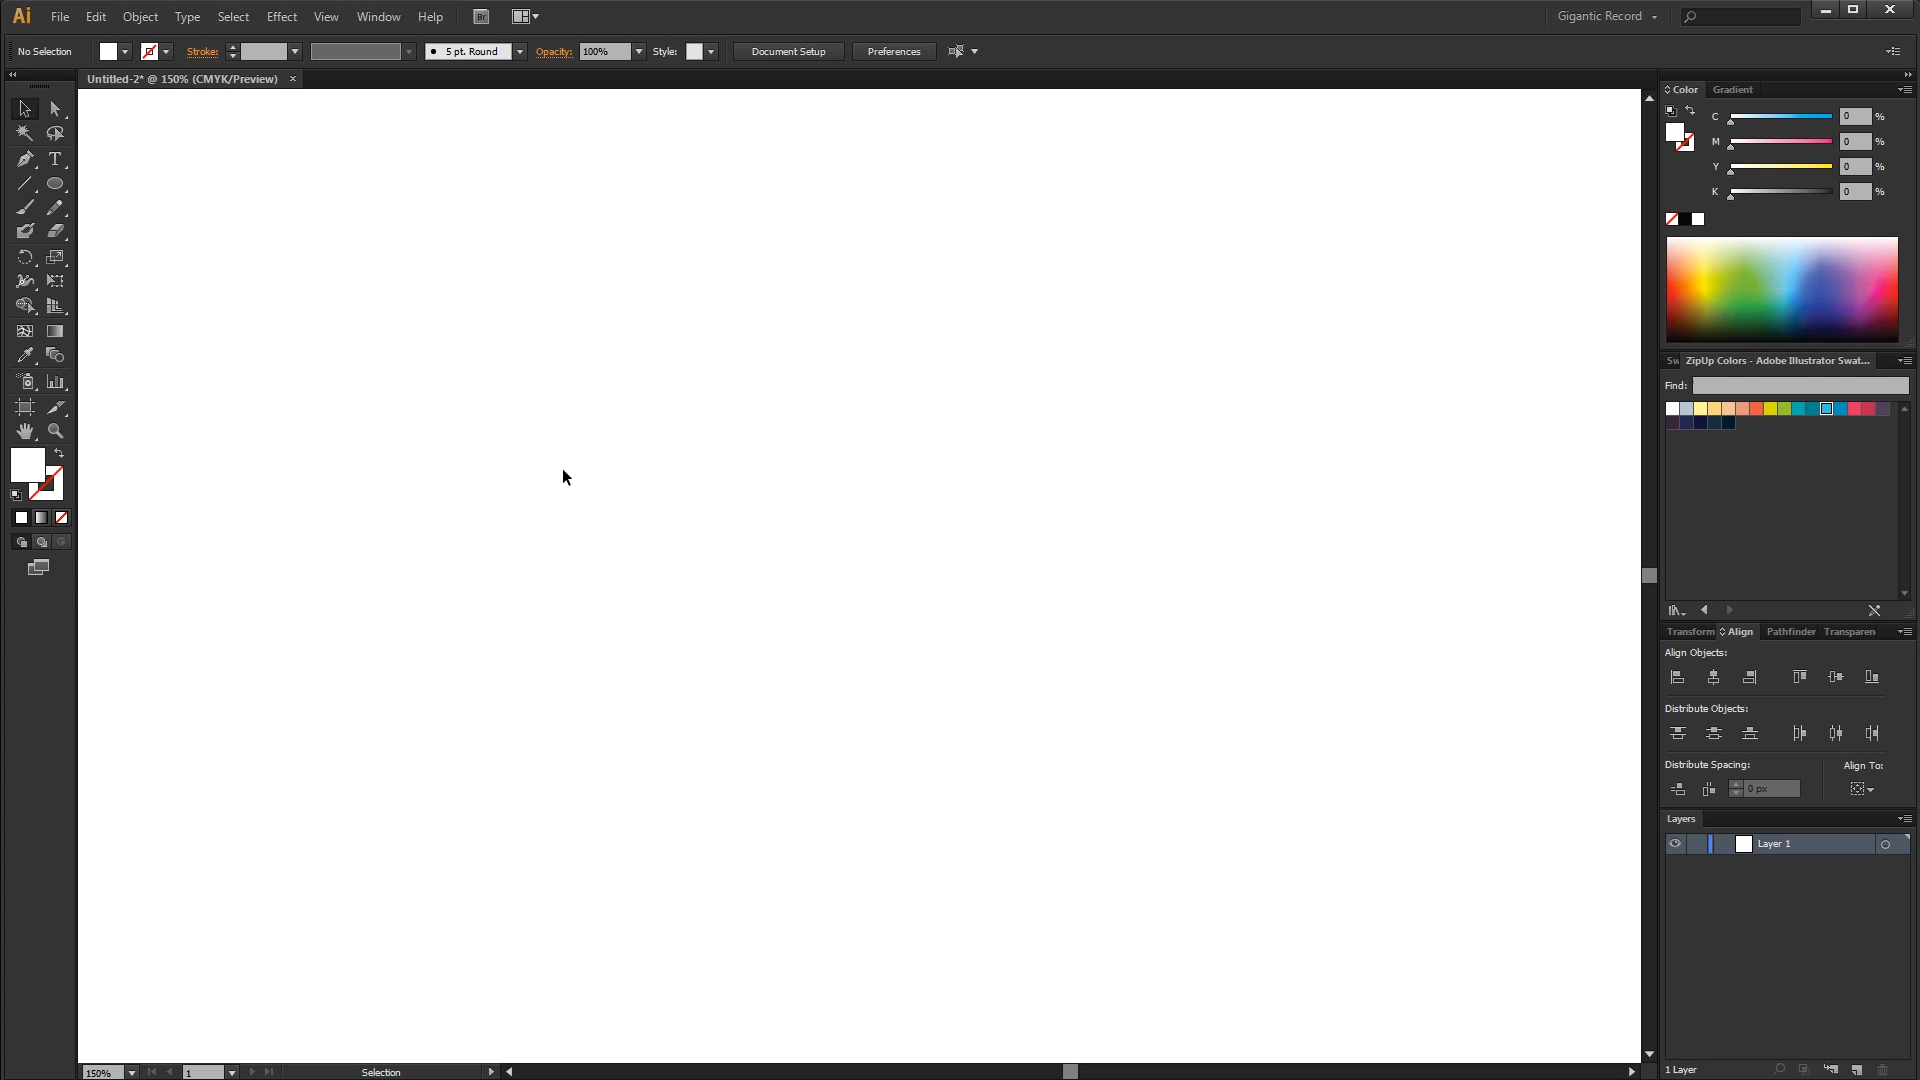 Ai File Edit Object Type Select Effect View Window Help Br Gigantic Record
No Selection Stroke: 5 pt. Round Opacity: 100% Style: Document Setup Preferences
Untitled-2* @ 150% (CMYK/Preview)
Color Gradient
C 0 %
M 0 %
Y 0 %
K 0 %
Sw ZipUp Colors - Adobe Illustrator Swat...
Find:
Transform Align Pathfinder Transparen
Align Objects:
Distribute Objects:
Distribute Spacing: Align To:
0 px
Layers
Layer 1
1 Layer
150% 1 Selection